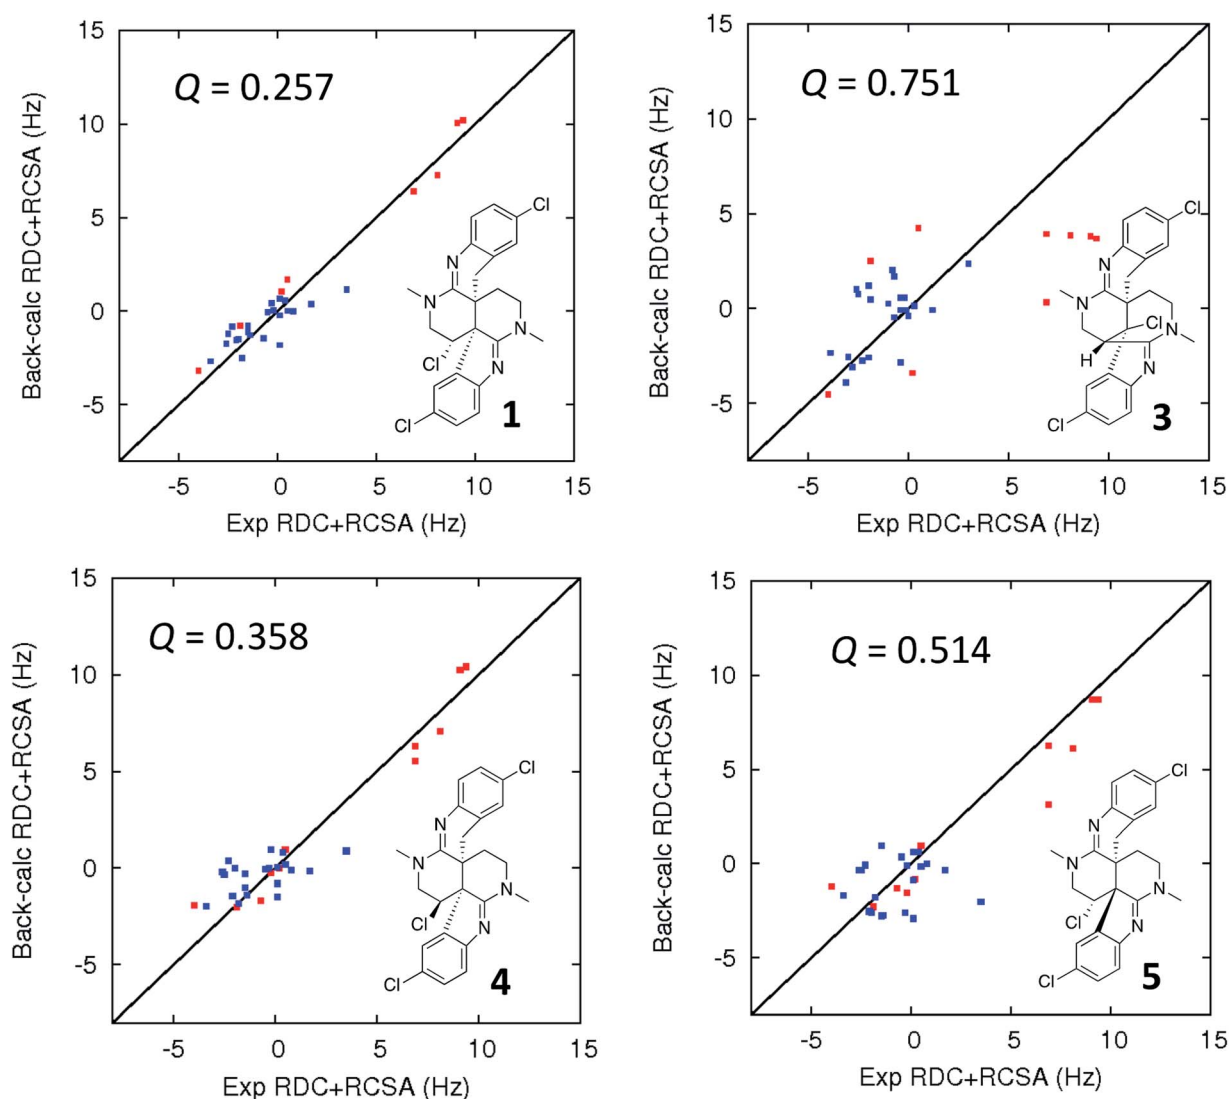 Q = 0.257
Back-calc RDC+RCSA (Hz)
15
10
5
0
-5
-5 0 5 10 15
Exp RDC+RCSA (Hz)
Cl
N
N
N
Cl
N
Cl
1
Q = 0.751
Back-calc RDC+RCSA (Hz)
15
10
5
0
-5
-5 0 5 10 15
Exp RDC+RCSA (Hz)
Cl
N
N
Cl
N
H
N
Cl
3
Q = 0.358
Back-calc RDC+RCSA (Hz)
15
10
5
0
-5
-5 0 5 10 15
Exp RDC+RCSA (Hz)
Cl
N
N
N
Cl
N
Cl
4
Q = 0.514
Back-calc RDC+RCSA (Hz)
15
10
5
0
-5
-5 0 5 10 15
Exp RDC+RCSA (Hz)
Cl
N
N
N
Cl
N
Cl
5